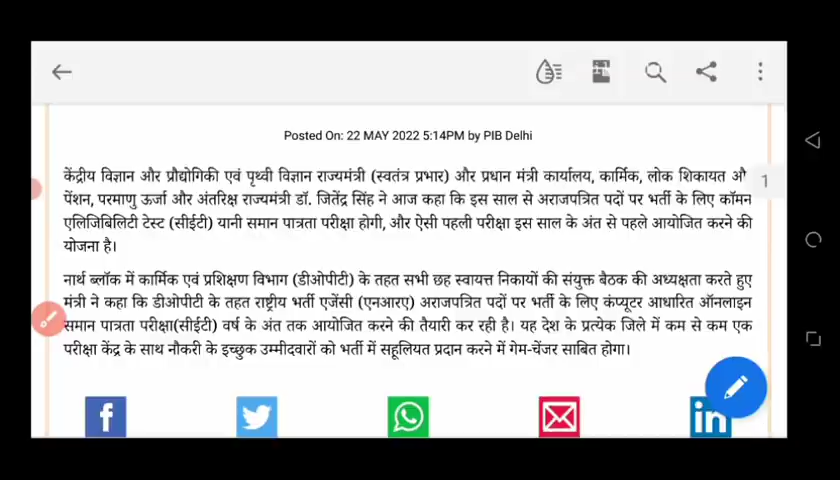 Posted On: 22 MAY 2022 5:14PM by PIB Delhi
केंद्रीय विज्ञान और प्रौद्योगिकी एवं पृथ्वी विज्ञान राज्यमंत्री (स्वतंत्र प्रभार) और प्रधान मंत्री कार्यालय, कार्मिक, लोक शिकायत औ
पेंशन, परमाणु ऊर्जा और अंतरिक्ष राज्यमंत्री डॉ. जितेंद्र सिंह ने आज कहा कि इस साल से अराजपत्रित पदों पर भर्ती के लिए कॉमन
1
एलिजिबिलिटी टेस्ट (सीईटी) यानी समान पात्रता परीक्षा होगी, और ऐसी पहली परीक्षा इस साल के अंत से पहले आयोजित करने की
योजना है।
नार्थ ब्लॉक में कार्मिक एवं प्रशिक्षण विभाग (डीओपीटी) के तहत सभी छह स्वायत्त निकायों की संयुक्त बैठक की अध्यक्षता करते हुए
मंत्री ने कहा कि डीओपीटी के तहत राष्ट्रीय भर्ती एजेंसी (एनआरए) अराजपत्रित पदों पर भर्ती के लिए कंप्यूटर आधारित ऑनलाइन
समान पात्रता परीक्षा(सीईटी) वर्ष के अंत तक आयोजित करने की तैयारी कर रही है। यह देश के प्रत्येक जिले में कम से कम एक
परीक्षा केंद्र के साथ नौकरी के इच्छुक उम्मीदवारों को भर्ती में सहूलियत प्रदान करने में गेम-चेंजर साबित होगा।
f
in